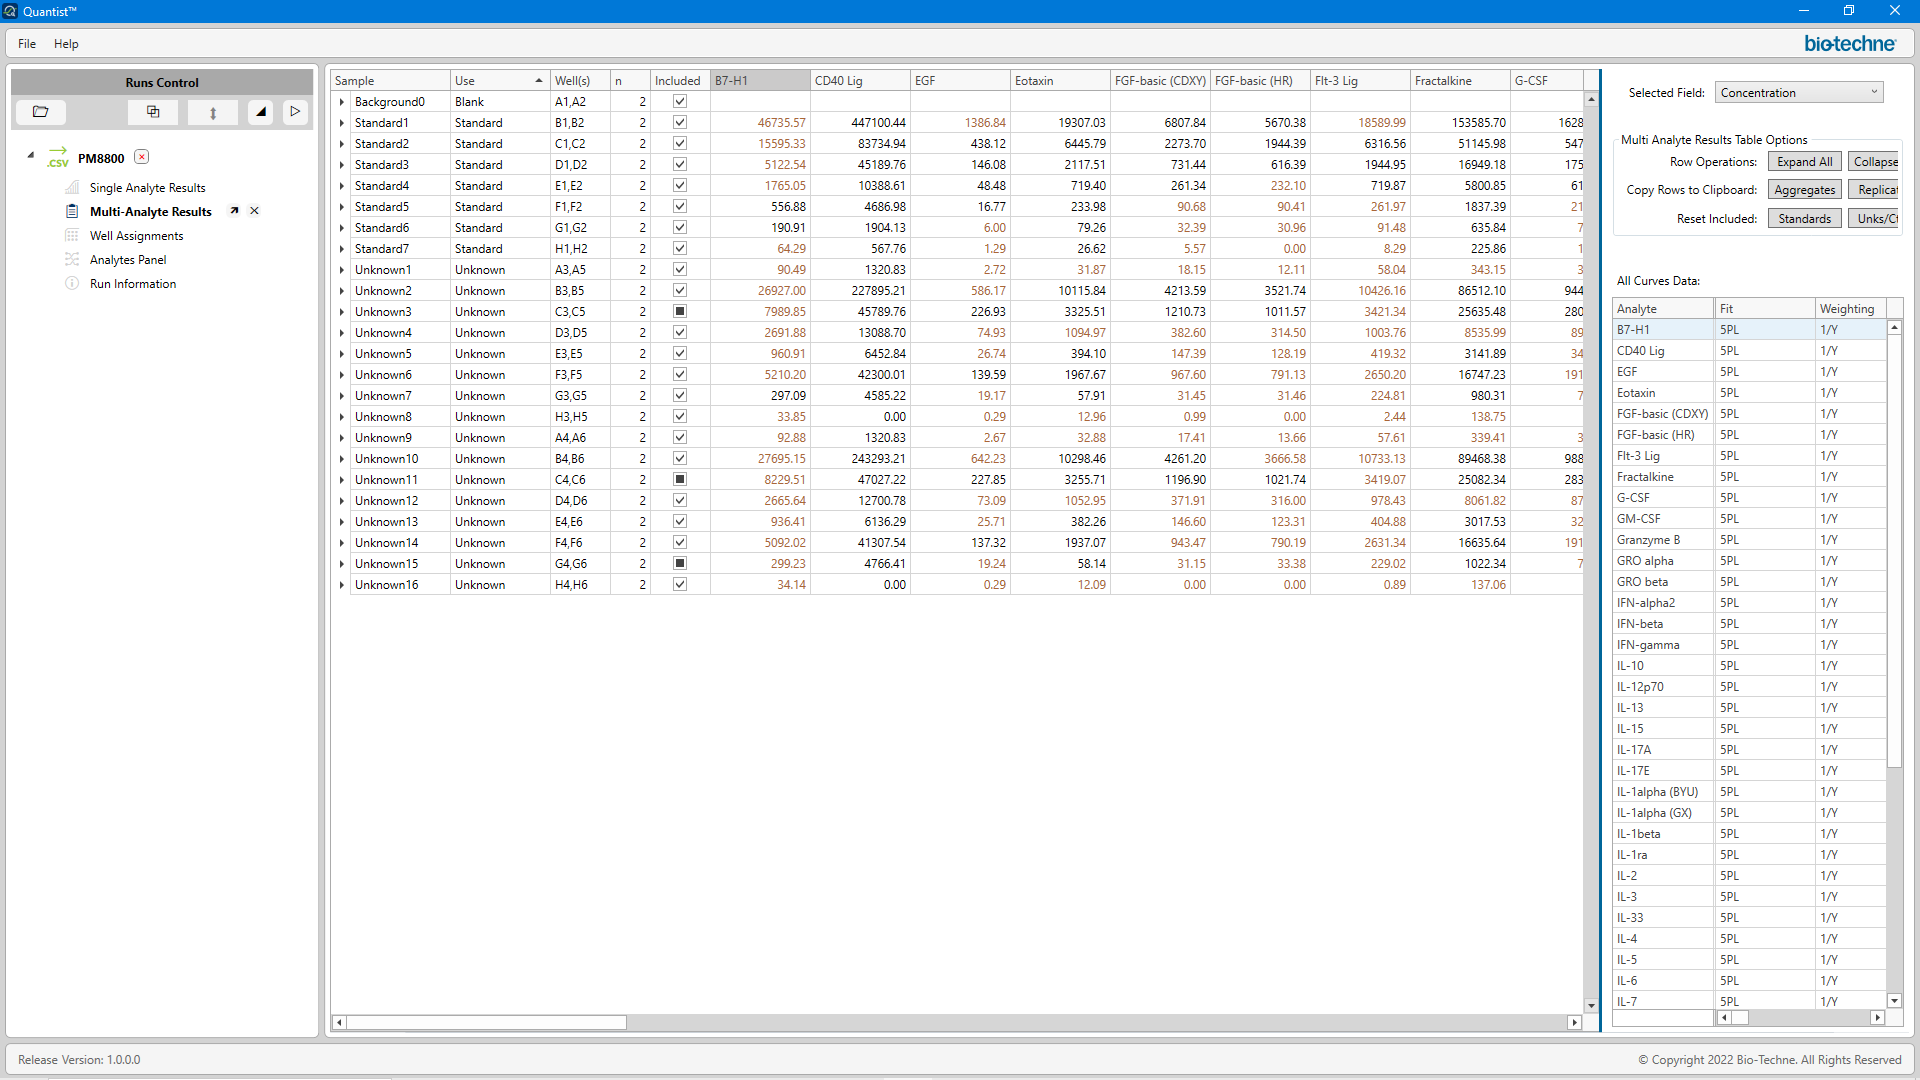 Quantist™
File Help
bio-techne
Runs Control
PM8800
.CSV
Single Analyte Results
Multi-Analyte Results
Well Assignments
Analytes Panel
Run Information
Sample Use Well(s) n Included B7-H1 CD40 Lig EGF Eotaxin FGF-basic (CDXY) FGF-basic (HR) Flt-3 Lig Fractalkine G-CSF
Background0 Blank A1,A2 2
Standard1 Standard B1,B2 2 46735.57 447100.44 1386.84 19307.03 6807.84 5670.38 18589.99 153585.70 1628
Standard2 Standard C1,C2 2 15595.33 83734.94 438.12 6445.79 2273.70 1944.39 6316.56 51145.98 547
Standard3 Standard D1,D2 2 5122.54 45189.76 146.08 2117.51 731.44 616.39 1944.95 16949.18 175
Standard4 Standard E1,E2 2 1765.05 10388.61 48.48 719.40 261.34 232.10 719.87 5800.85 61
Standard5 Standard F1,F2 2 556.88 4686.98 16.77 233.98 90.68 90.41 261.97 1837.39 21
Standard6 Standard G1,G2 2 190.91 1904.13 6.00 79.26 32.39 30.96 91.48 635.84 7
Standard7 Standard H1,H2 2 64.29 567.76 1.29 26.62 5.57 0.00 8.29 225.86 1
Unknown1 Unknown A3,A5 2 90.49 1320.83 2.72 31.87 18.15 12.11 58.04 343.15 3
Unknown2 Unknown B3,B5 2 26927.00 227895.21 586.17 10115.84 4213.59 3521.74 10426.16 86512.10 944
Unknown3 Unknown C3,C5 2 7989.85 45789.76 226.93 3325.51 1210.73 1011.57 3421.34 25635.48 280
Unknown4 Unknown D3,D5 2 2691.88 13088.70 74.93 1094.97 382.60 314.50 1003.76 8535.99 89
Unknown5 Unknown E3,E5 2 960.91 6452.84 26.74 394.10 147.39 128.19 419.32 3141.89 34
Unknown6 Unknown F3,F5 2 5210.20 42300.01 139.59 1967.67 967.60 791.13 2650.20 16747.23 191
Unknown7 Unknown G3,G5 2 297.09 4585.22 19.17 57.91 31.45 31.46 224.81 980.31 7
Unknown8 Unknown H3,H5 2 33.85 0.00 0.29 12.96 0.99 0.00 2.44 138.75
Unknown9 Unknown A4,A6 2 92.88 1320.83 2.67 32.88 17.41 13.66 57.61 339.41 3
Unknown10 Unknown B4,B6 2 27695.15 243293.21 642.23 10298.46 4261.20 3666.58 10733.13 89468.38 988
Unknown11 Unknown C4,C6 2 8229.51 47027.22 227.85 3255.71 1196.90 1021.74 3419.07 25082.34 283
Unknown12 Unknown D4,D6 2 2665.64 12700.78 73.09 1052.95 371.91 316.00 978.43 8061.82 87
Unknown13 Unknown E4,E6 2 936.41 6136.29 25.71 382.26 146.60 123.31 404.88 3017.53 32
Unknown14 Unknown F4,F6 2 5092.02 41307.54 137.32 1937.07 943.47 790.19 2631.34 16635.64 191
Unknown15 Unknown G4,G6 2 299.23 4766.41 19.24 58.14 31.15 33.38 229.02 1022.34 7
Unknown16 Unknown H4,H6 2 34.14 0.00 0.29 12.09 0.00 0.00 0.89 137.06
Selected Field: Concentration
Multi Analyte Results Table Options
Row Operations: Expand All Collapse
Copy Rows to Clipboard: Aggregates Replicat
Reset Included: Standards Unks/Ct
All Curves Data:
Analyte Fit Weighting
B7-H1 5PL 1/Y
CD40 Lig 5PL 1/Y
EGF 5PL 1/Y
Eotaxin 5PL 1/Y
FGF-basic (CDXY) 5PL 1/Y
FGF-basic (HR) 5PL 1/Y
Flt-3 Lig 5PL 1/Y
Fractalkine 5PL 1/Y
G-CSF 5PL 1/Y
GM-CSF 5PL 1/Y
Granzyme B 5PL 1/Y
GRO alpha 5PL 1/Y
GRO beta 5PL 1/Y
IFN-alpha2 5PL 1/Y
IFN-beta 5PL 1/Y
IFN-gamma 5PL 1/Y
IL-10 5PL 1/Y
IL-12p70 5PL 1/Y
IL-13 5PL 1/Y
IL-15 5PL 1/Y
IL-17A 5PL 1/Y
IL-17E 5PL 1/Y
IL-1alpha (BYU) 5PL 1/Y
IL-1alpha (GX) 5PL 1/Y
IL-1beta 5PL 1/Y
IL-1ra 5PL 1/Y
IL-2 5PL 1/Y
IL-3 5PL 1/Y
IL-33 5PL 1/Y
IL-4 5PL 1/Y
IL-5 5PL 1/Y
IL-6 5PL 1/Y
IL-7 5PL 1/Y
Release Version: 1.0.0.0
© Copyright 2022 Bio-Techne. All Rights Reserved